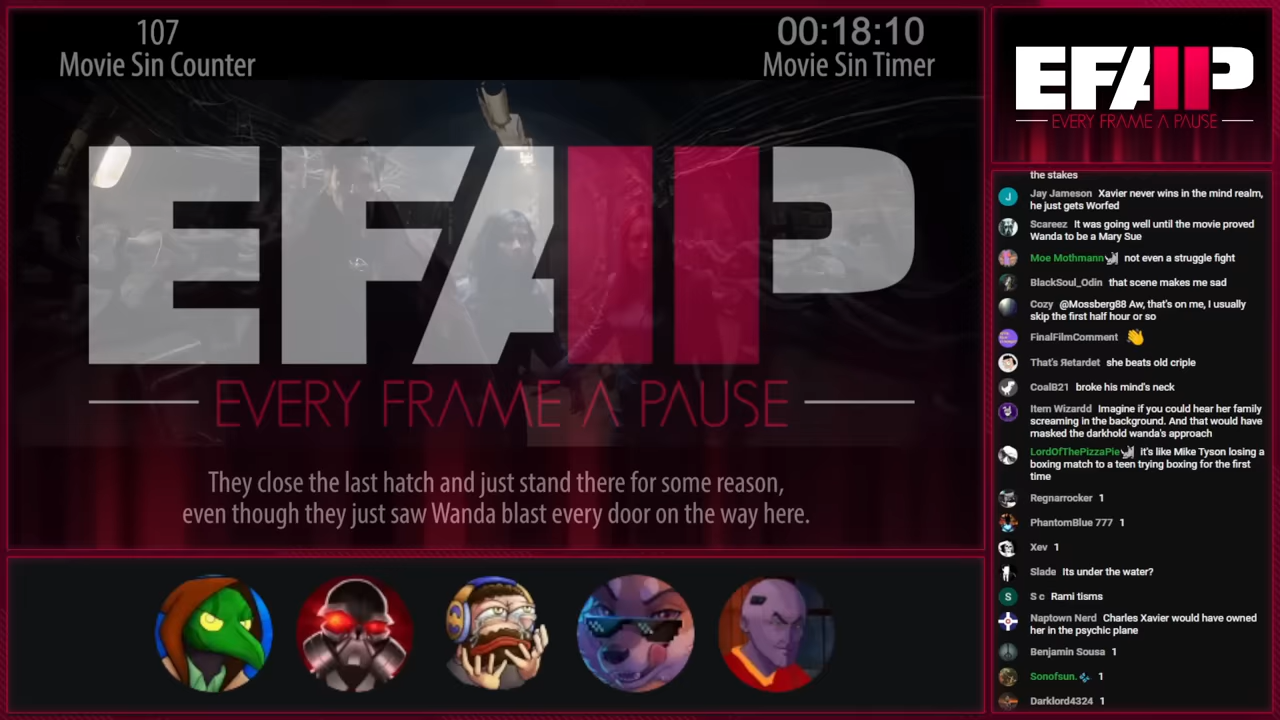 107
Movie Sin Counter
00:18:10
Movie Sin Timer
EFAP
EVERY FRAME A PAUSE
They close the last hatch and just stand there for some reason,
even though they just saw Wanda blast every door on the way here.
EFAP
EVERY FRAME A PAUSE
the stakes
J
Jay Jameson Xavier never wins in the mind realm,
he just gets Worfed
Scareez It was going well until the movie proved
Wanda to be a Mary Sue
Moe Mothmann not even a struggle fight
BlackSoul_Odin that scene makes me sad
Cozy @Mossberg88 Aw, that's on me, I usually
skip the first half hour or so
FinalFilmComment 👏
That's Яetardet she beats old criple
CoalB21 broke his mind's neck
Item Wizardd Imagine if you could hear her family
screaming in the background. And that would have
masked the darkhold wanda's approach
LordOfThePizzaPie it's like Mike Tyson losing a
boxing match to a teen trying boxing for the first
time
Regnarrocker 1
PhantomBlue 777 1
Xev 1
Slade Its under the water?
S
S c Rami tisms
Naptown Nerd Charles Xavier would have owned
her in the psychic plane
Benjamin Sousa 1
Sonofsun. 1
Darklord4324 1